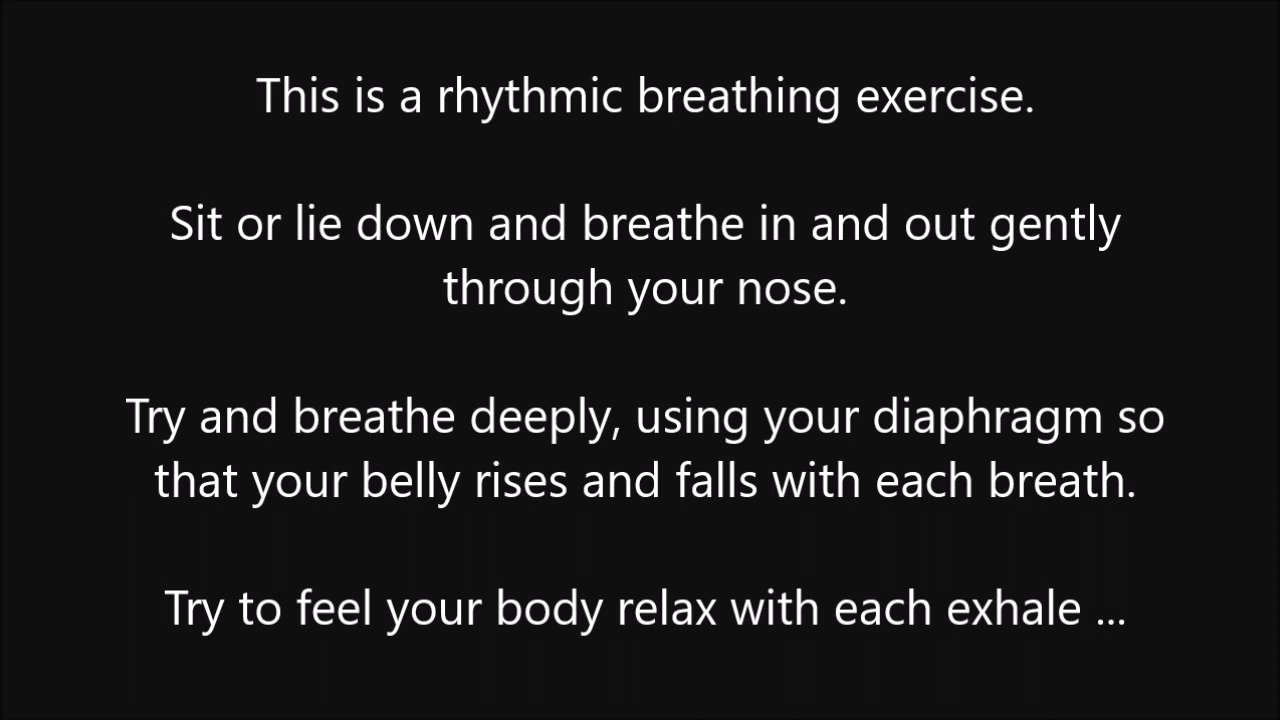 This is a rhythmic breathing exercise.
Sit or lie down and breathe in and out gently
through your nose.
Try and breathe deeply, using your diaphragm so
that your belly rises and falls with each breath.
Try to feel your body relax with each exhale ...